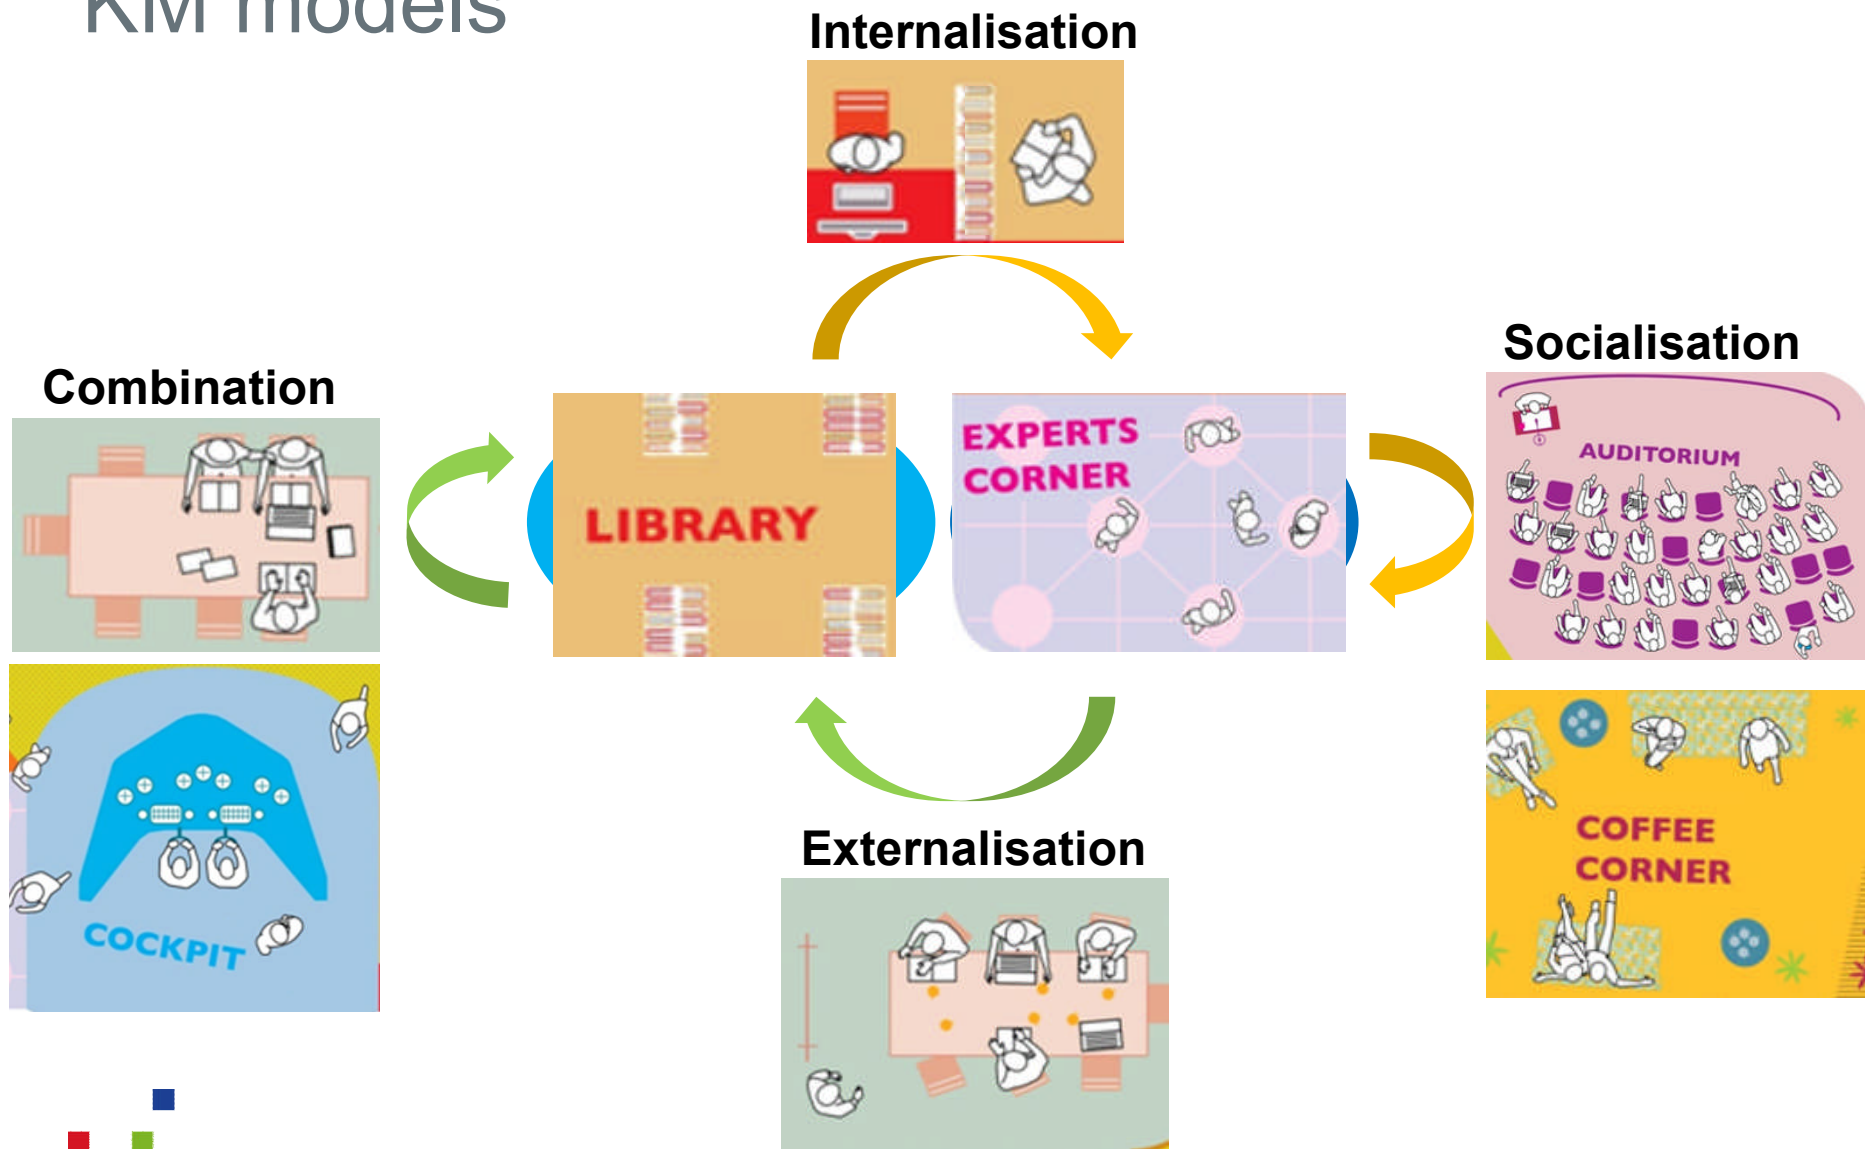 KM models
Internalisation
Socialisation
Combination
EXPERTS
CORNER
AUDITORIUM
LIBRARY
COFFEE
CORNER
Externalisation
COCKPIT